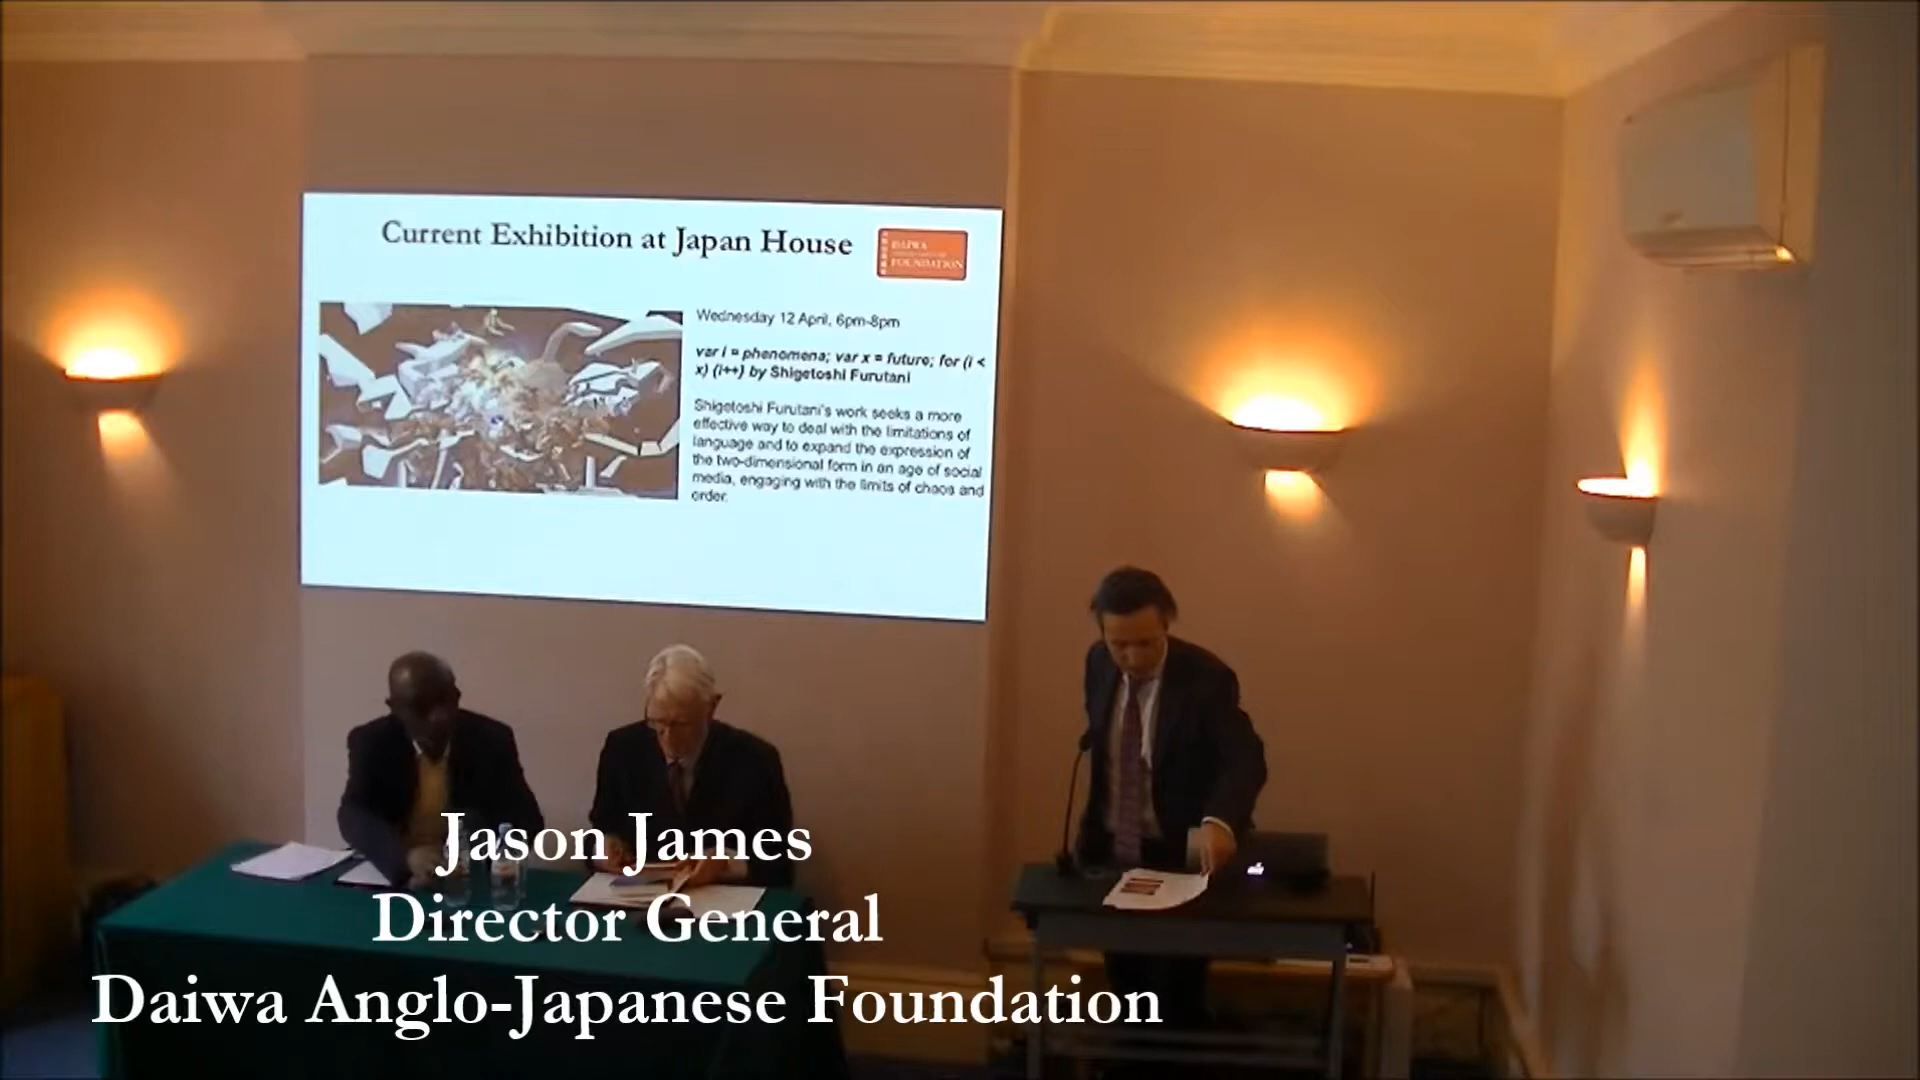 Current Exhibition at Japan House
DAIWA
FOUNDATION
Wednesday 12 April, 6pm-8pm
var i = phenomena; var x = future; for (i <
x) (i++) by Shigetoshi Furutani
Shigetoshi Furutani's work seeks a more
effective way to deal with the limitations of
language and to expand the expression of
the two-dimensional form in an age of social
media, engaging with the limits of chaos and
order.
Jason James
Director General
Daiwa Anglo-Japanese Foundation